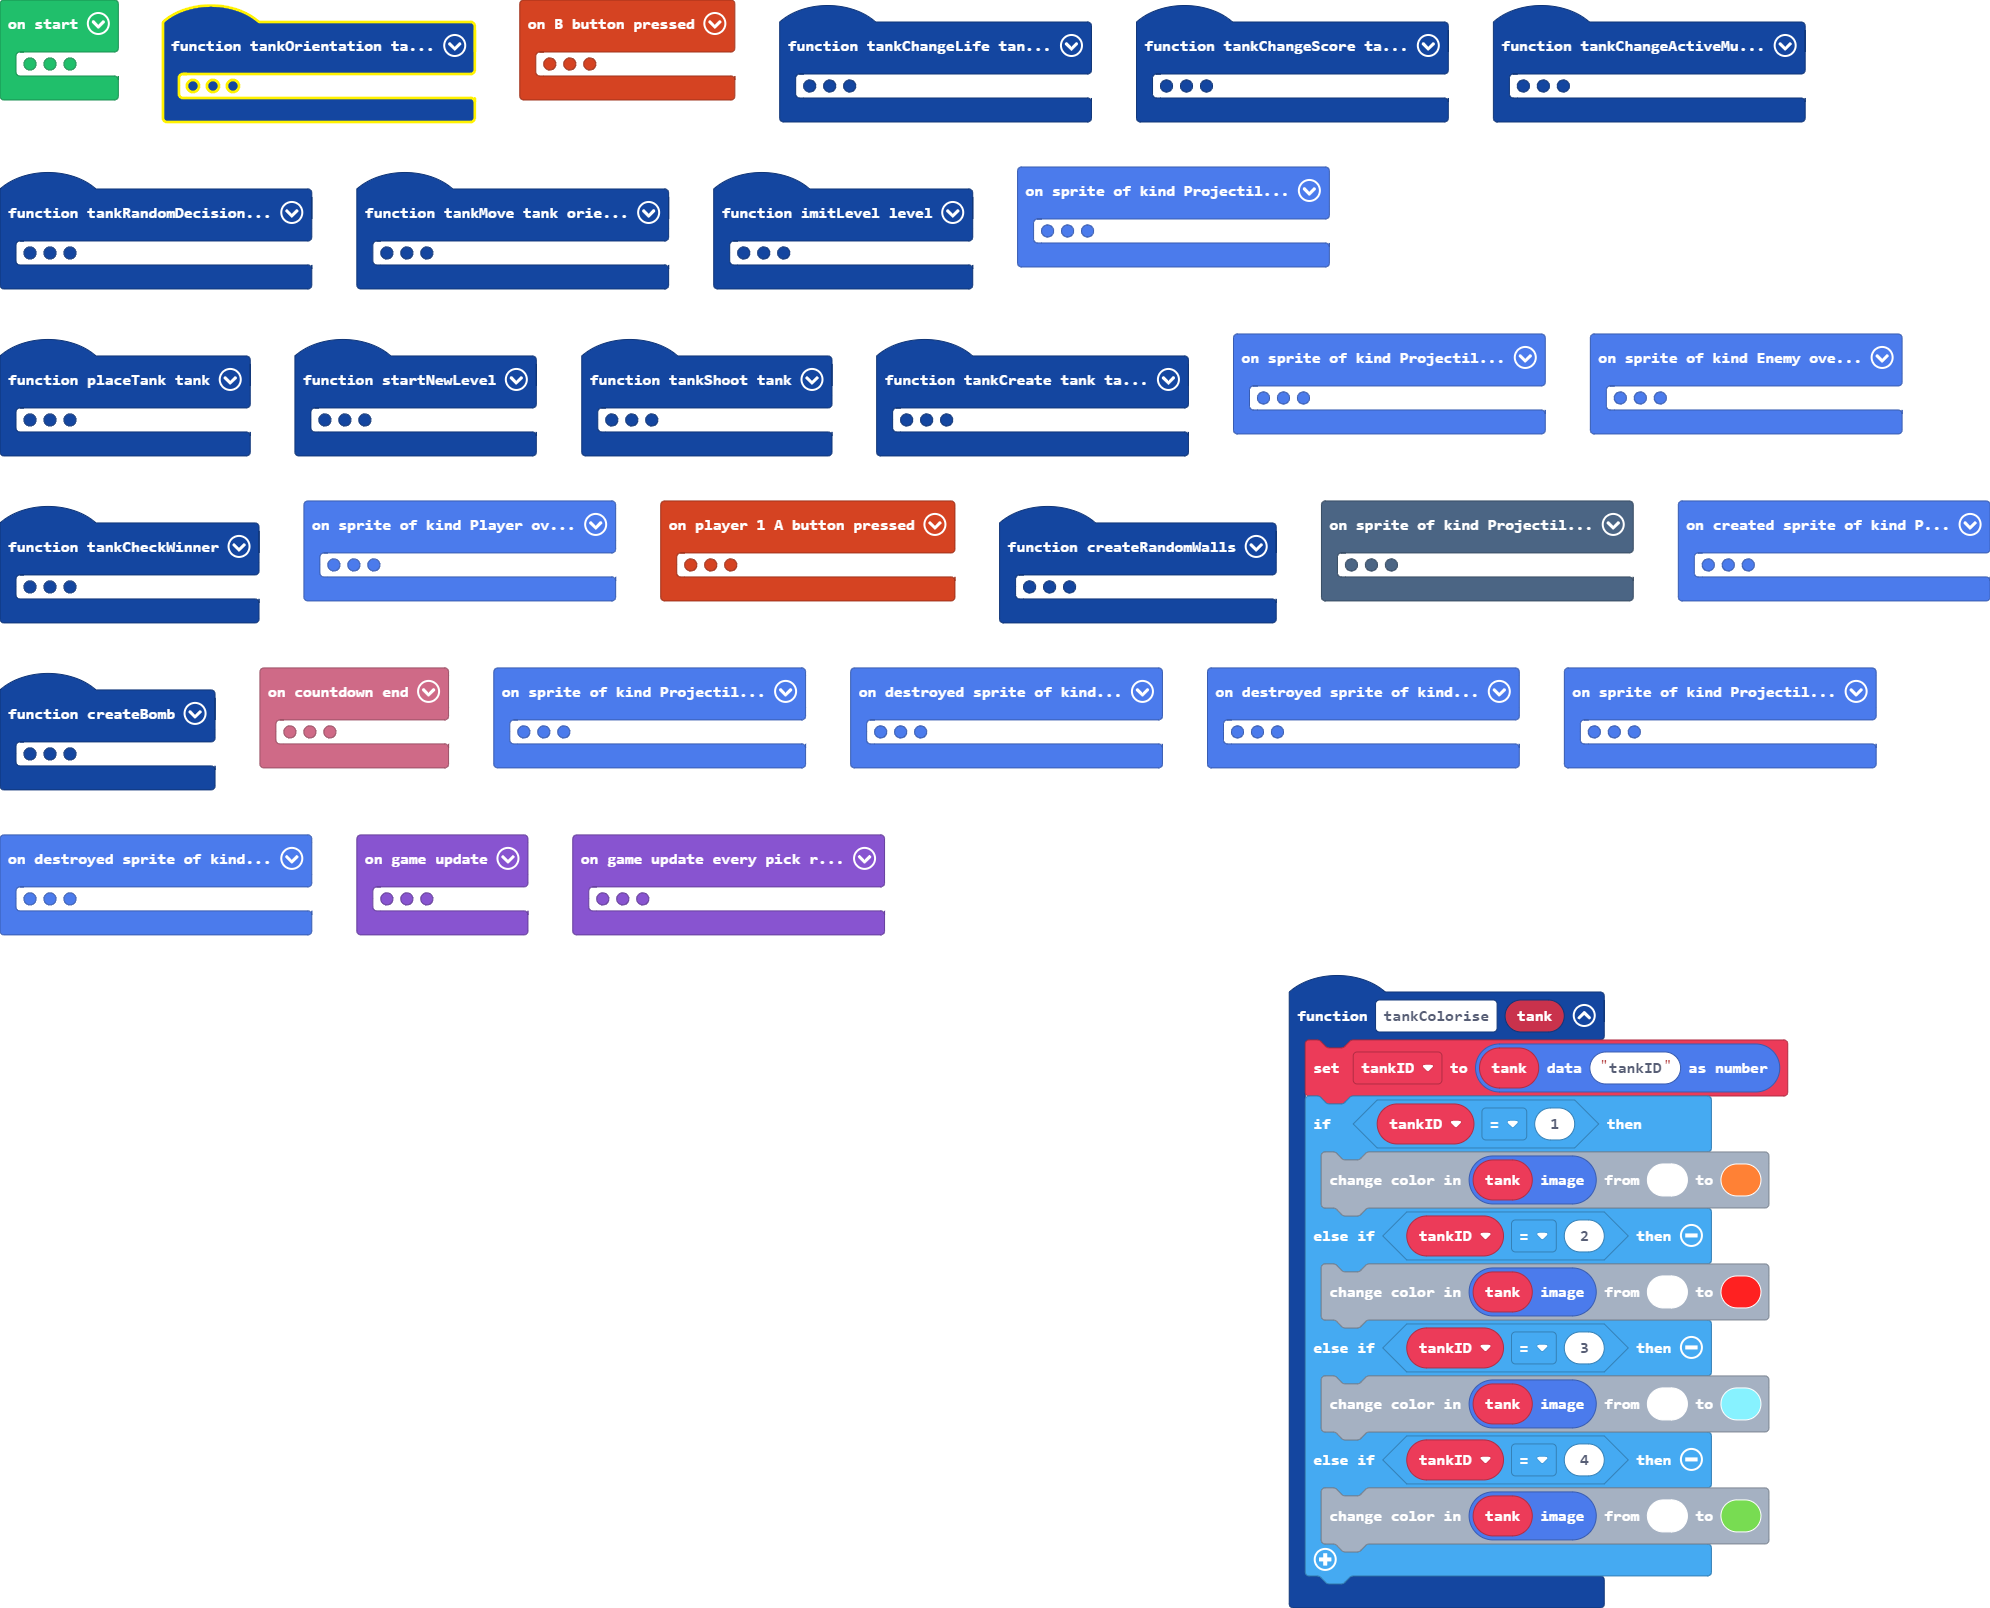 on start
function tankOrientation ta...
on B button pressed
function tankChangeLife tan...
function tankChangeScore ta...
function tankChangeActiveMu...
function tankRandomDecision...
function tankMove tank orie...
function imitLevel level
on sprite of kind Projectil...
function placeTank tank
function startNewLevel
function tankShoot tank
function tankCreate tank ta...
on sprite of kind Projectil...
on sprite of kind Enemy ove...
function tankCheckWinner
on sprite of kind Player ov...
on player 1 A button pressed
function createRandomWalls
on sprite of kind Projectil...
on created sprite of kind P...
function createBomb
on countdown end
on sprite of kind Projectil...
on destroyed sprite of kind...
on destroyed sprite of kind...
on sprite of kind Projectil...
on destroyed sprite of kind...
on game update
on game update every pick r...
function tankColorise tank
set tankID to tank data "tankID" as number
if tankID = 1 then
change color in tank image from to
else if tankID = 2 then
change color in tank image from to
else if tankID = 3 then
change color in tank image from to
else if tankID = 4 then
change color in tank image from to